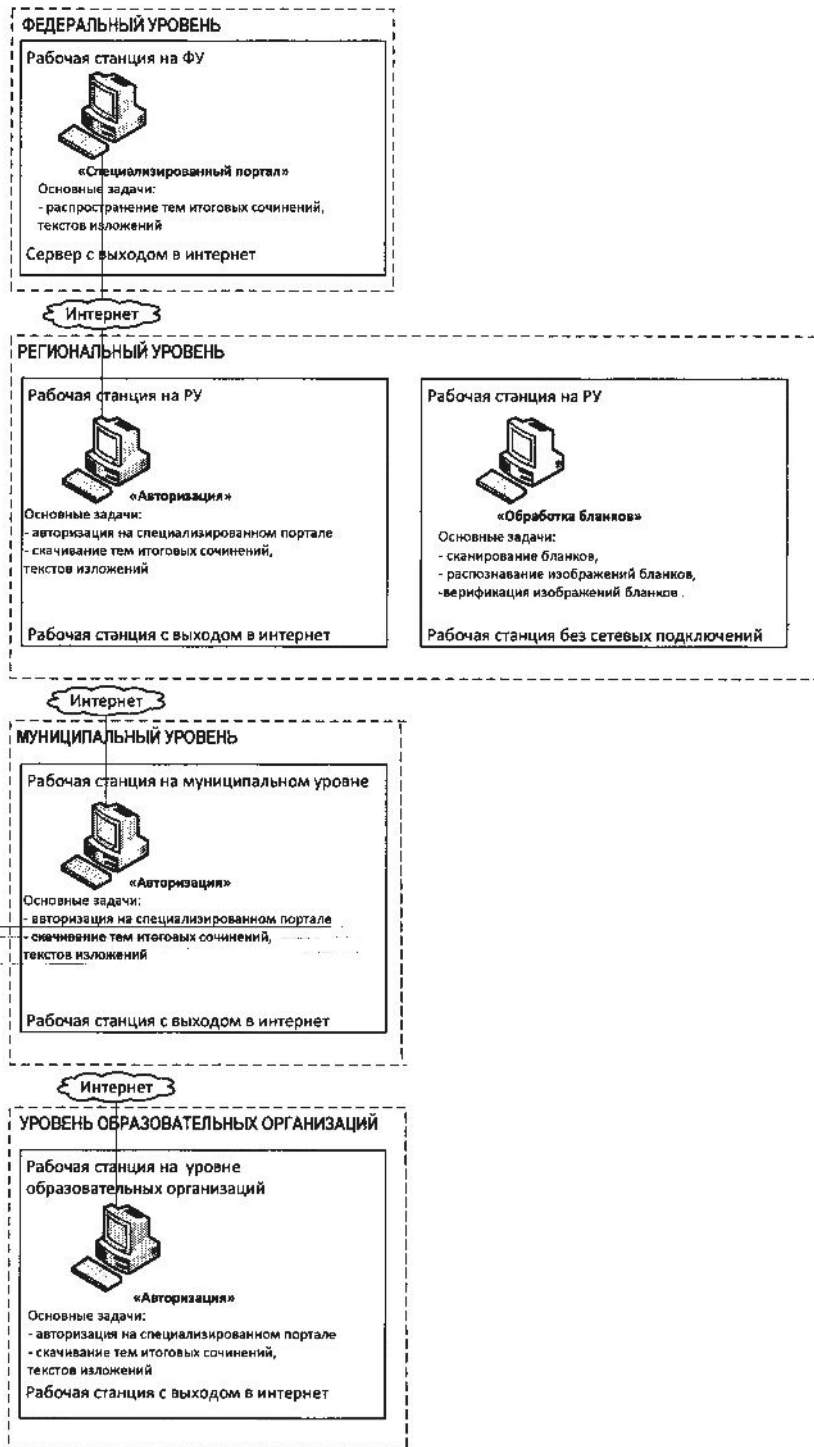 ФЕДЕРАЛЬНЫЙ УРОВЕНЬ
Рабочая станция на ФУ
«Специализированный портал»
Основные задачи:
- распространение тем итоговых сочинений,
текстов изложений
Сервер с выходом в интернет
Интернет
РЕГИОНАЛЬНЫЙ УРОВЕНЬ
Рабочая станция на РУ
«Авторизация»
Основные задачи:
- авторизация на специализированном портале
- скачивание тем итоговых сочинений,
текстов изложений
Рабочая станция с выходом в интернет
Рабочая станция на РУ
«Обработка бланков»
Основные задачи:
- сканирование бланков,
- распознавание изображений бланков,
-верификация изображений бланков .
Рабочая станция без сетевых подключений
Интернет
МУНИЦИПАЛЬНЫЙ УРОВЕНЬ
Рабочая станция на муниципальном уровне
«Авторизация»
Основные задачи:
- авторизация на специализированном портале
- скачивание тем итоговых сочинений,
текстов изложений
Рабочая станция с выходом в интернет
Интернет
УРОВЕНЬ ОБРАЗОВАТЕЛЬНЫХ ОРГАНИЗАЦИЙ
Рабочая станция на уровне
образовательных организаций
«Авторизация»
Основные задачи:
- авторизация на специализированном портале
- скачивание тем итоговых сочинений,
текстов изложений
Рабочая станция с выходом в интернет